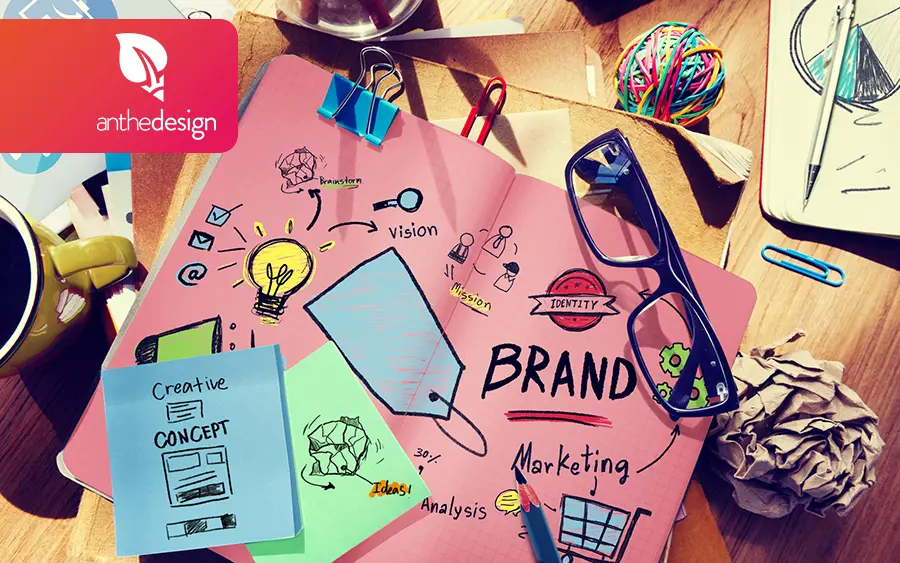 anthedesign
Brainstorm
Vision
@
Mission
IDENTITY
BRAND
Creative
CONCEPT
Ideas!
30%
Marketing
Analysis